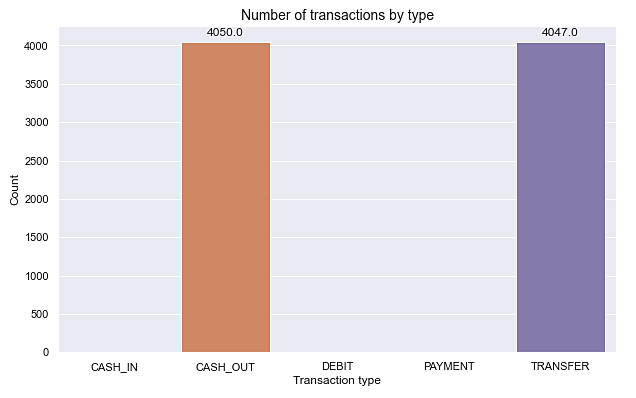 Number of transactions by type
4050.0
4047.0
4000
3500
3000
2500
2000
1500
1000
500
0
Count
CASH_IN
CASH_OUT
DEBIT
PAYMENT
TRANSFER
Transaction type